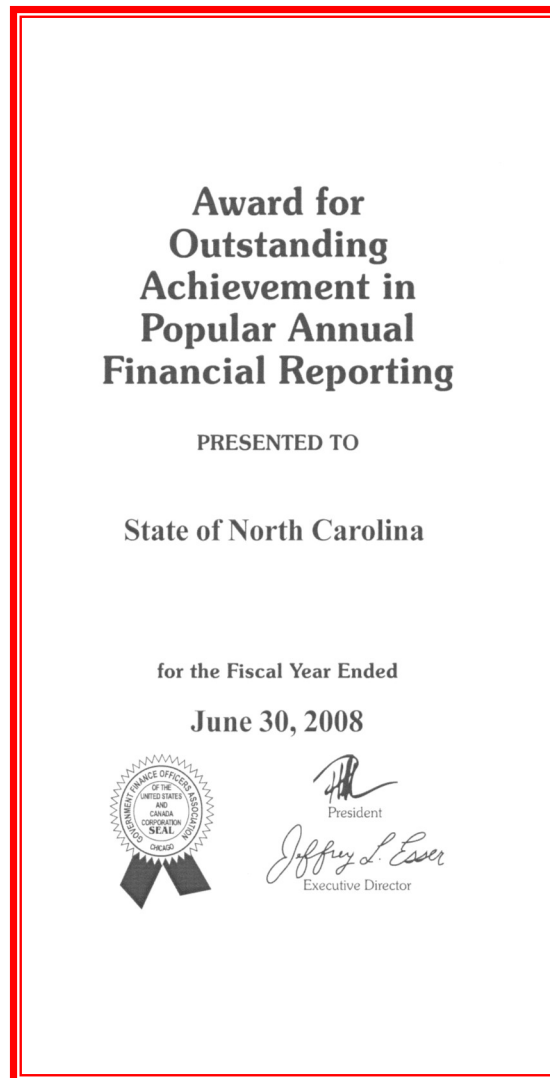 Award for
Outstanding
Achievement in
Popular Annual
Financial Reporting
PRESENTED TO
State of North Carolina
for the Fiscal Year Ended
June 30, 2008
GOVERNMENT FINANCE OFFICERS ASSOCIATION
OF THE
UNITED STATES
AND
CANADA
CORPORATION
SEAL
CHICAGO
President
Jeffrey L. Esser
Executive Director